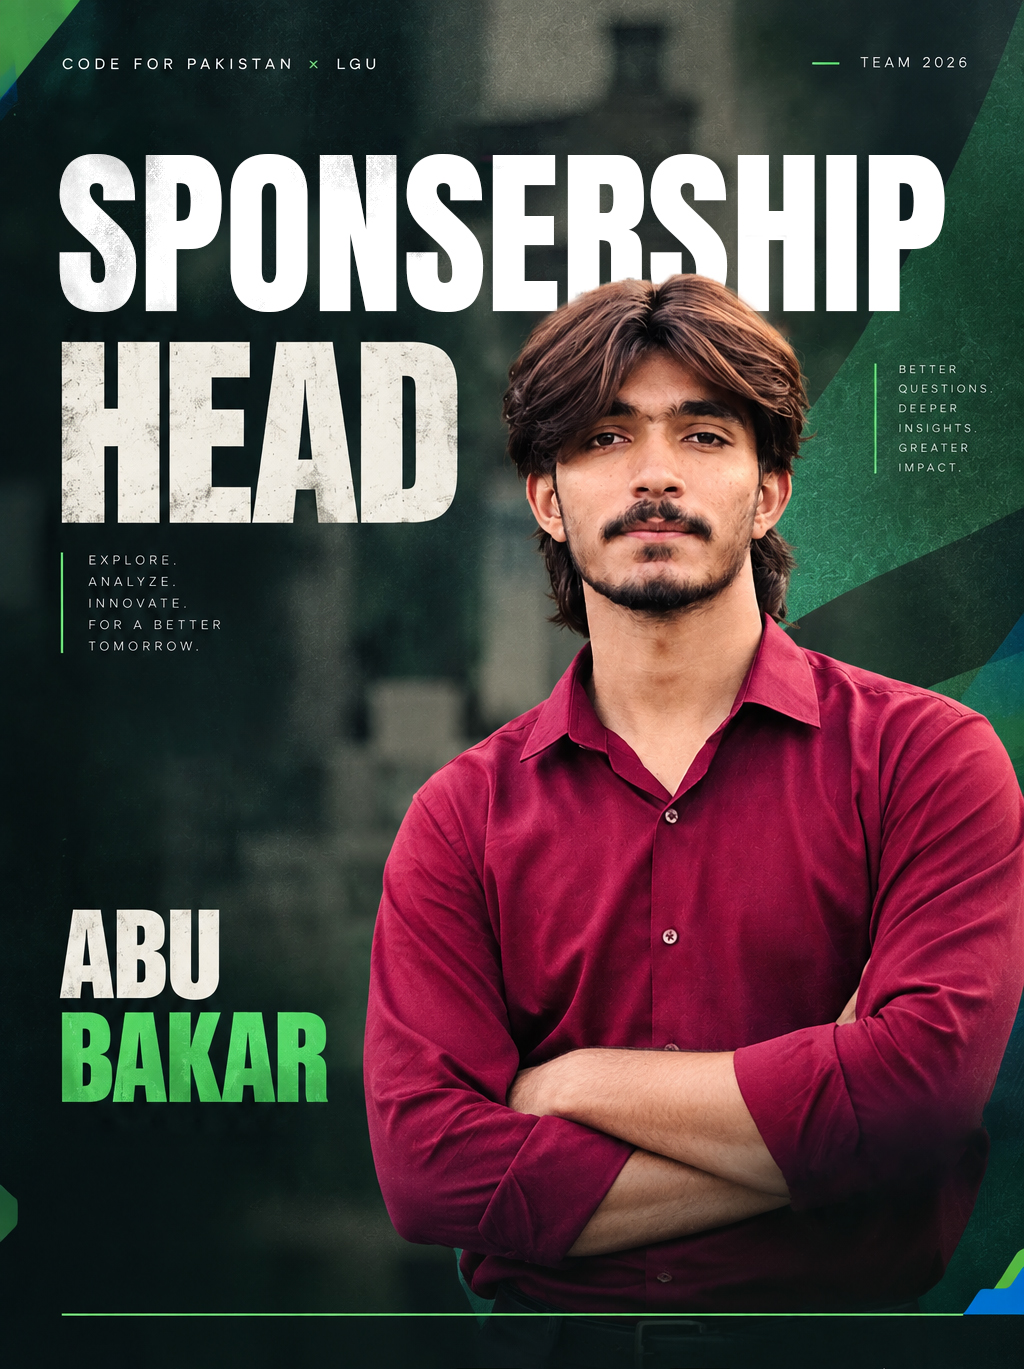 CODE FOR PAKISTAN × LGU
TEAM 2026
SPONSERSHIP
HEAD
BETTER
QUESTIONS.
DEEPER
INSIGHTS.
GREATER
IMPACT.
EXPLORE.
ANALYZE.
INNOVATE.
FOR A BETTER
TOMORROW.
ABU
BAKAR